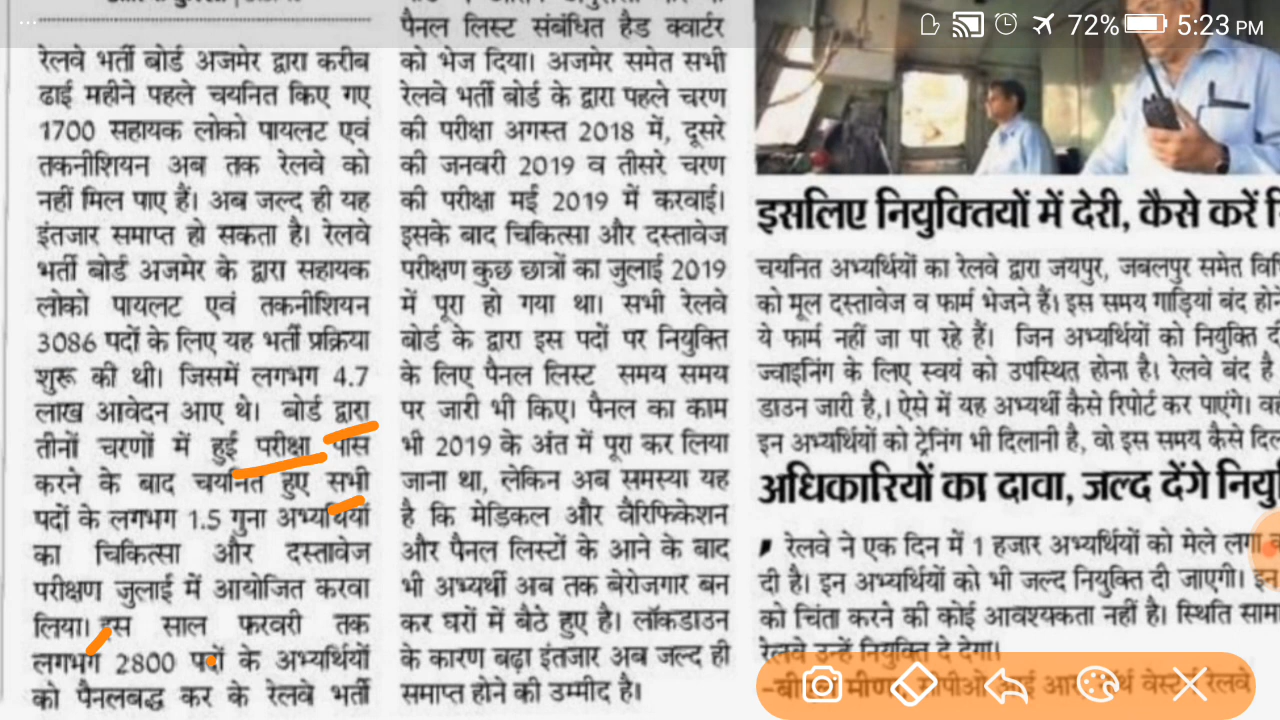 72%
5:23 PM
रेलवे भर्ती बोर्ड अजमेर द्वारा करीब
ढाई महीने पहले चयनित किए गए
1700 सहायक लोको पायलट एवं
तकनीशियन अब तक रेलवे को
नहीं मिल पाए हैं। अब जल्द ही यह
इंतजार समाप्त हो सकता है। रेलवे
भर्ती बोर्ड अजमेर के द्वारा सहायक
लोको पायलट एवं तकनीशियन
3086 पदों के लिए यह भर्ती प्रक्रिया
शुरू की थी। जिसमें लगभग 4.7
लाख आवेदन आए थे। बोर्ड द्वारा
तीनों चरणों में हुई परीक्षा पास
करने के बाद चयनित हुए सभी
पदों के लगभग 1.5 गुना अभ्यर्थियों
का चिकित्सा और दस्तावेज
परीक्षण जुलाई में आयोजित करवा
लिया। इस साल फरवरी तक
लगभग 2800 पदों के अभ्यर्थियों
को पैनलबद्ध कर के रेलवे भर्ती
पैनल लिस्ट संबंधित हैड क्वार्टर
को भेज दिया। अजमेर समेत सभी
रेलवे भर्ती बोर्ड के द्वारा पहले चरण
की परीक्षा अगस्त 2018 में, दूसरे
की जनवरी 2019 व तीसरे चरण
की परीक्षा मई 2019 में करवाई।
इसके बाद चिकित्सा और दस्तावेज
परीक्षण कुछ छात्रों का जुलाई 2019
में पूरा हो गया था। सभी रेलवे
बोर्ड के द्वारा इस पदों पर नियुक्ति
के लिए पैनल लिस्ट समय समय
पर जारी भी किए। पैनल का काम
भी 2019 के अंत में पूरा कर लिया
जाना था, लेकिन अब समस्या यह
है कि मेडिकल और वैरिफिकेशन
और पैनल लिस्टों के आने के बाद
भी अभ्यर्थी अब तक बेरोजगार बन
कर घरों में बैठे हुए है। लॉकडाउन
के कारण बढ़ा इंतजार अब जल्द ही
समाप्त होने की उम्मीद है।
इसलिए नियुक्तियों में देरी, कैसे करें
चयनित अभ्यर्थियों का रेलवे द्वारा जयपुर, जबलपुर समेत
को मूल दस्तावेज व फार्म भेजने हैं। इस समय गाड़ियां बंद
ये फार्म नहीं जा पा रहे हैं। जिन अभ्यर्थियों को नियुक्ति
ज्वाइनिंग के लिए स्वयं को उपस्थित होना है। रेलवे बंद है
डाउन जारी है,। ऐसे में यह अभ्यर्थी कैसे रिपोर्ट कर पाएंगे।
इन अभ्यर्थियों को ट्रेनिंग भी दिलानी है, वो इस समय कैसे
अधिकारियों का दावा, जल्द देंगे
रेलवे ने एक दिन में 1 हजार अभ्यर्थियों को मेले लगा
दी है। इन अभ्यर्थियों को भी जल्द नियुक्ति दी जाएगी। इन
को चिंता करने की कोई आवश्यकता नहीं है। स्थिति
रेलवे उन्हें नियुक्ति दे देगा।
मीणा,
रेलवे